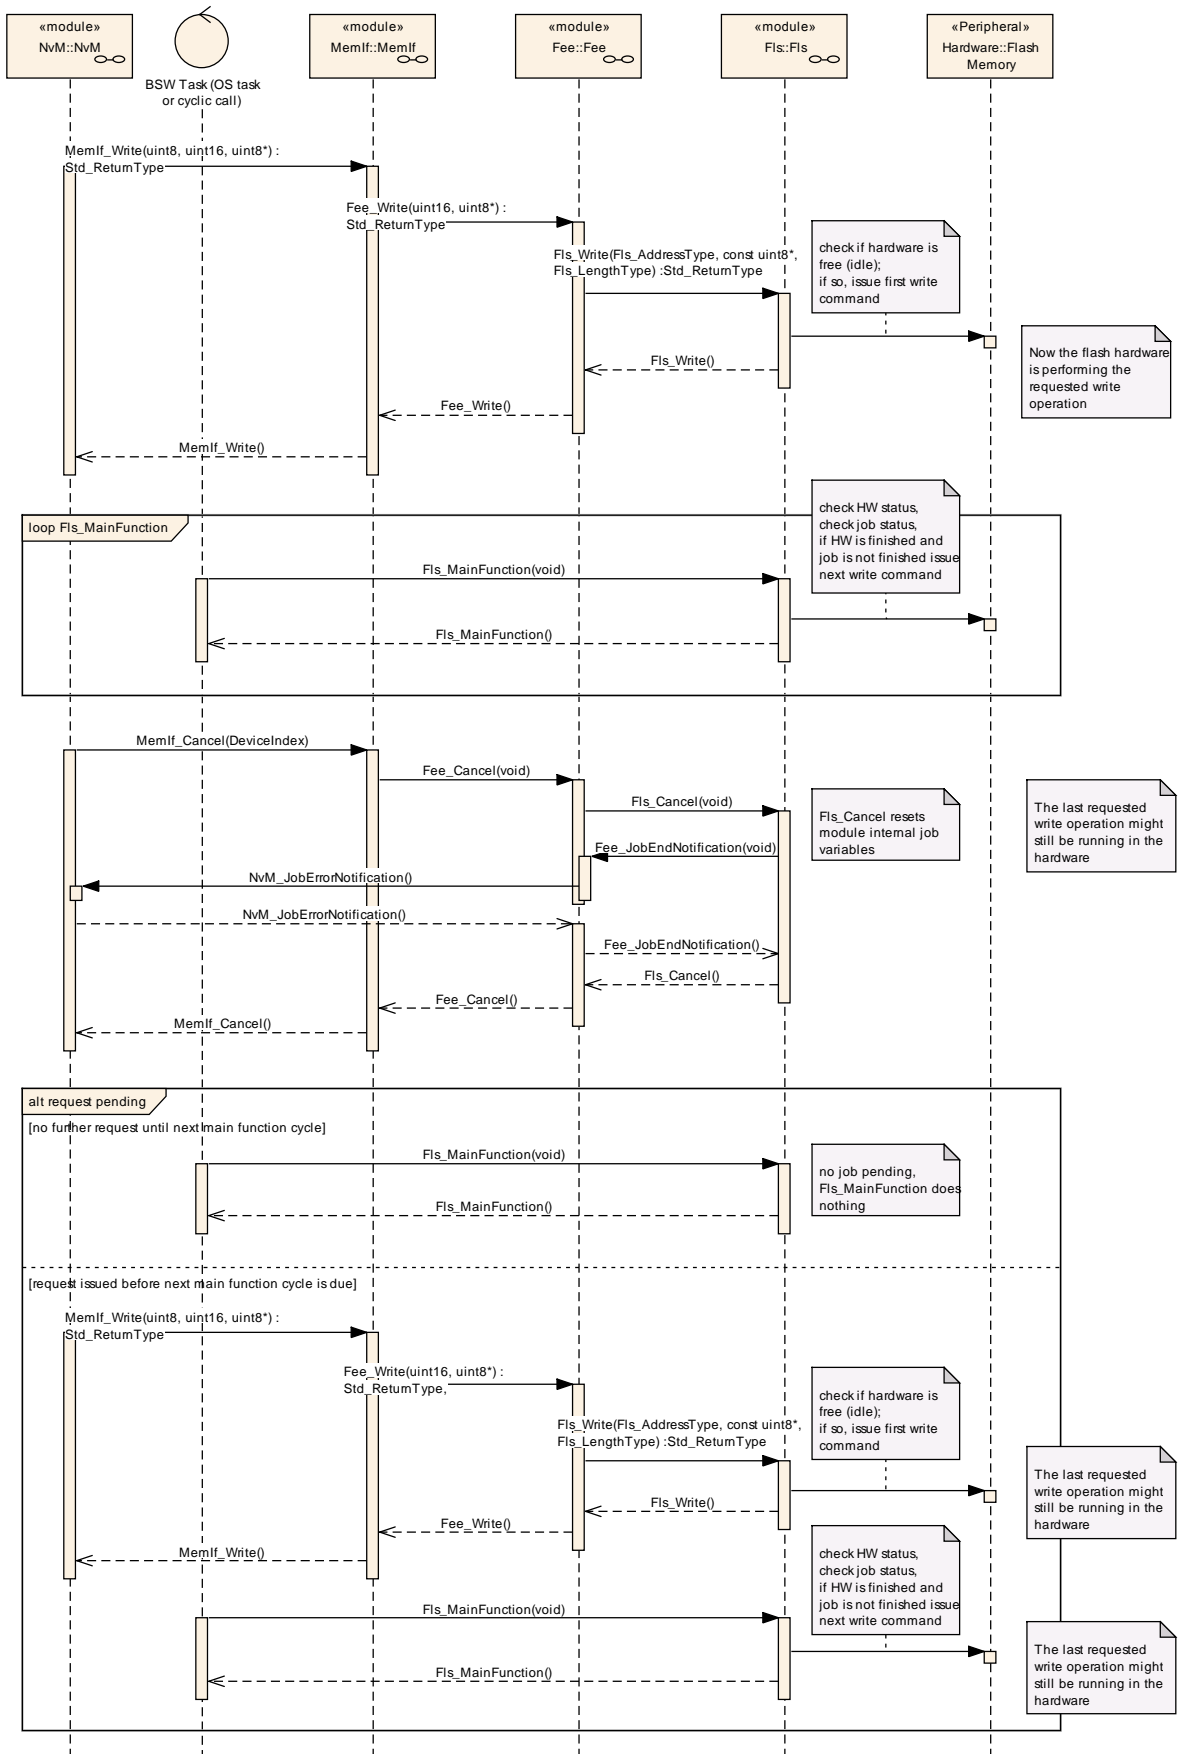 «module»
NvM::NvM
BSW Task (OS task
or cyclic call)
«module»
MemIf::MemIf
«module»
Fee::Fee
«module»
Fls::Fls
«Peripheral»
Hardware::Flash
Memory
MemIf_Write(uint8, uint16, uint8*) :
Std_ReturnType
Fee_Write(uint16, uint8*) :
Std_ReturnType
Fls_Write(Fls_AddressType, const uint8*,
Fls_LengthType) :Std_ReturnType
check if hardware is
free (idle);
if so, issue first write
command
Now the flash hardware
is performing the
requested write
operation
Fls_Write()
Fee_Write()
MemIf_Write()
loop Fls_MainFunction
check HW status,
check job status,
if HW is finished and
job is not finished issue
next write command
Fls_MainFunction(void)
Fls_MainFunction()
MemIf_Cancel(DeviceIndex)
Fee_Cancel(void)
Fls_Cancel(void)
Fls_Cancel resets
module internal job
variables
The last requested
write operation might
still be running in the
hardware
Fee_JobEndNotification(void)
NvM_JobErrorNotification()
NvM_JobErrorNotification()
Fee_JobEndNotification()
Fls_Cancel()
Fee_Cancel()
MemIf_Cancel()
alt request pending
[no further request until next main function cycle]
Fls_MainFunction(void)
no job pending,
Fls_MainFunction does
nothing
Fls_MainFunction()
[request issued before next main function cycle is due]
MemIf_Write(uint8, uint16, uint8*) :
Std_ReturnType
Fee_Write(uint16, uint8*) :
Std_ReturnType,
Fls_Write(Fls_AddressType, const uint8*,
Fls_LengthType) :Std_ReturnType
check if hardware is
free (idle);
if so, issue first write
command
The last requested
write operation might
still be running in the
hardware
Fls_Write()
Fee_Write()
MemIf_Write()
check HW status,
check job status,
if HW is finished and
job is not finished issue
next write command
Fls_MainFunction(void)
The last requested
write operation might
still be running in the
hardware
Fls_MainFunction()